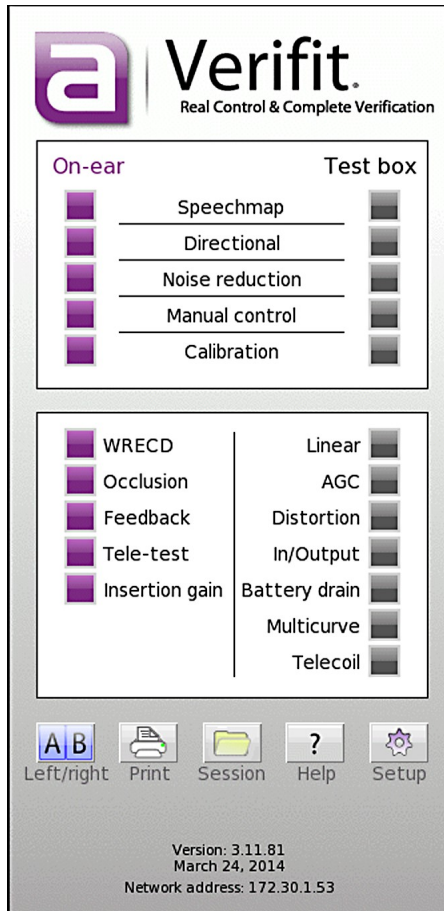 a
Verifit®
Real Control & Complete Verification
On-ear Test box
Speechmap
Directional
Noise reduction
Manual control
Calibration
WRECD Linear
Occlusion AGC
Feedback Distortion
Tele-test In/Output
Insertion gain Battery drain
Multicurve
Telecoil
A B ?
Left/right Print Session Help Setup
Version: 3.11.81
March 24, 2014
Network address: 172.30.1.53